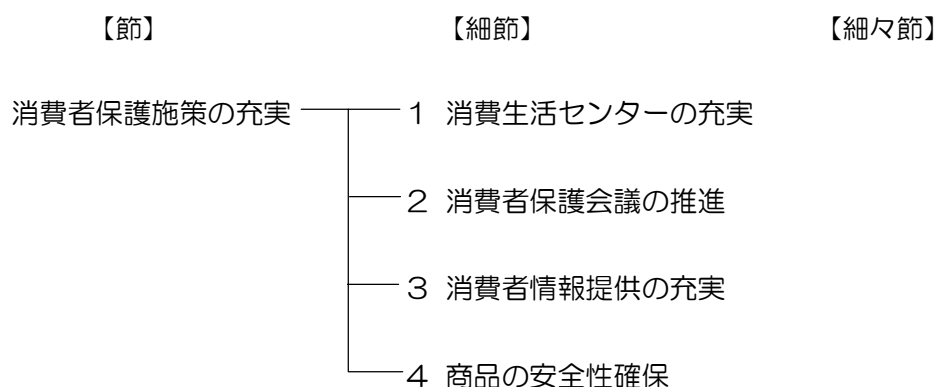 【節】 【細節】 【細々節】
消費者保護施策の充実 1 消費生活センターの充実
2 消費者保護会議の推進
3 消費者情報提供の充実
4 商品の安全性確保